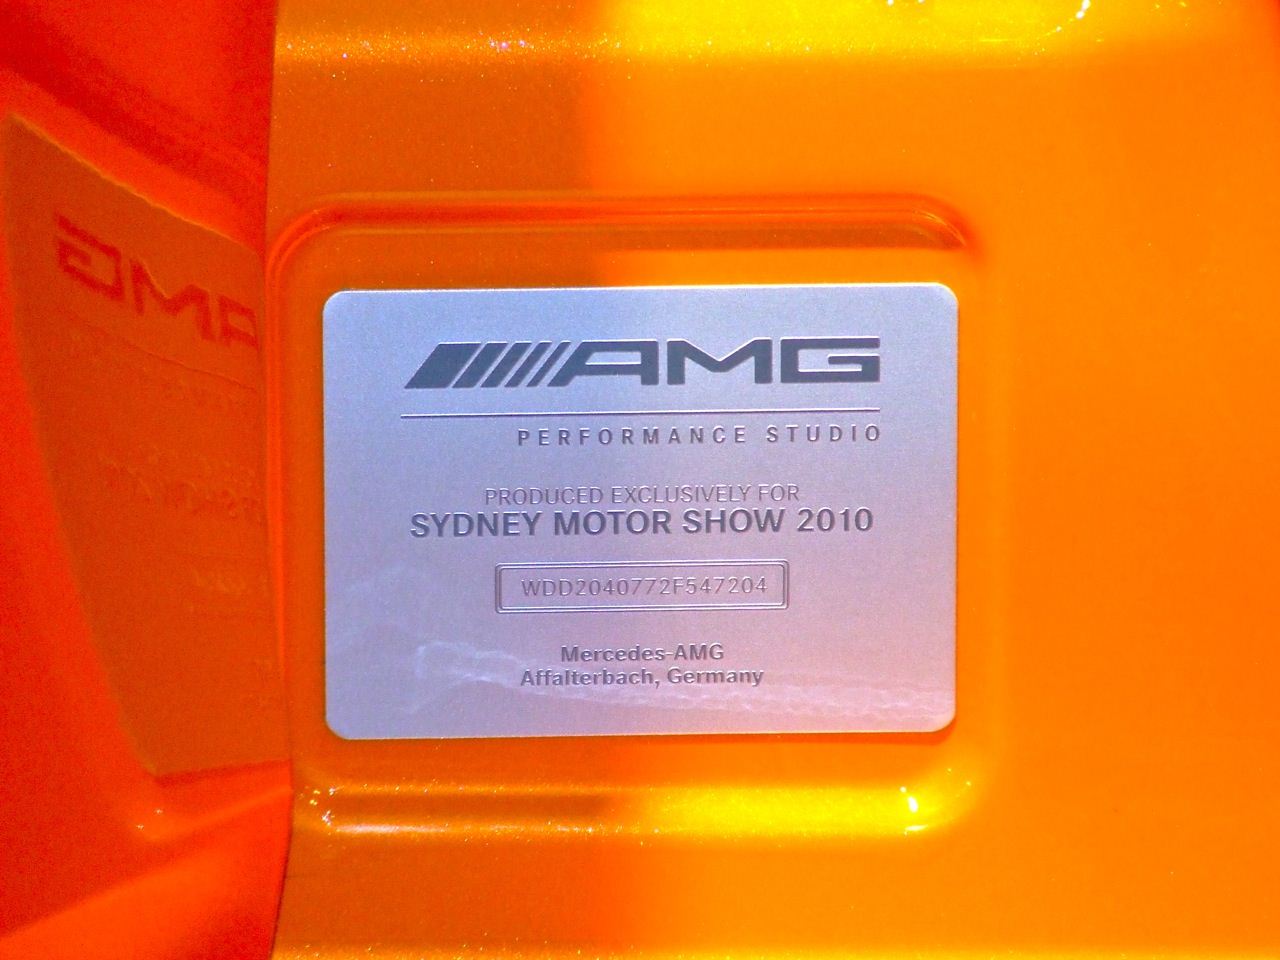 AMG
PERFORMANCE STUDIO
PRODUCED EXCLUSIVELY FOR
SYDNEY MOTOR SHOW 2010
WDD2040772F547204
Mercedes-AMG
Affalterbach, Germany